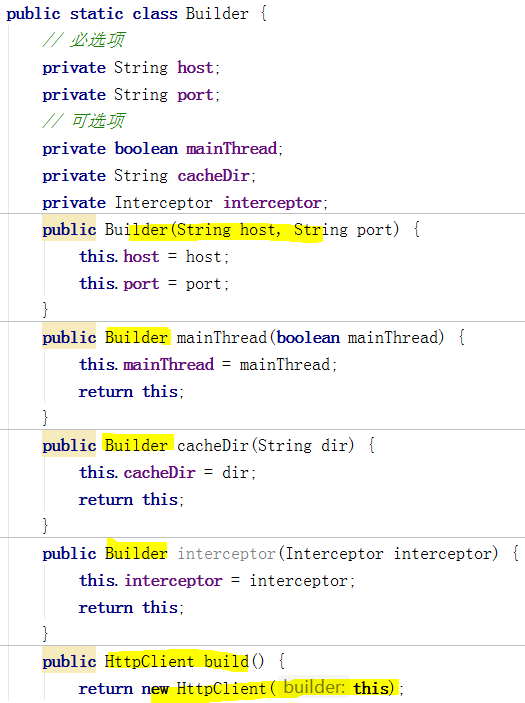 public static class Builder {
// 必选项
private String host;
private String port;
// 可选项
private boolean mainThread;
private String cacheDir;
private Interceptor interceptor;
public Builder(String host, String port) {
this.host = host;
this.port = port;
}
public Builder mainThread(boolean mainThread) {
this.mainThread = mainThread;
return this;
}
public Builder cacheDir(String dir) {
this.cacheDir = dir;
return this;
}
public Builder interceptor(Interceptor interceptor) {
this.interceptor = interceptor;
return this;
}
public HttpClient build() {
return new HttpClient( builder: this);